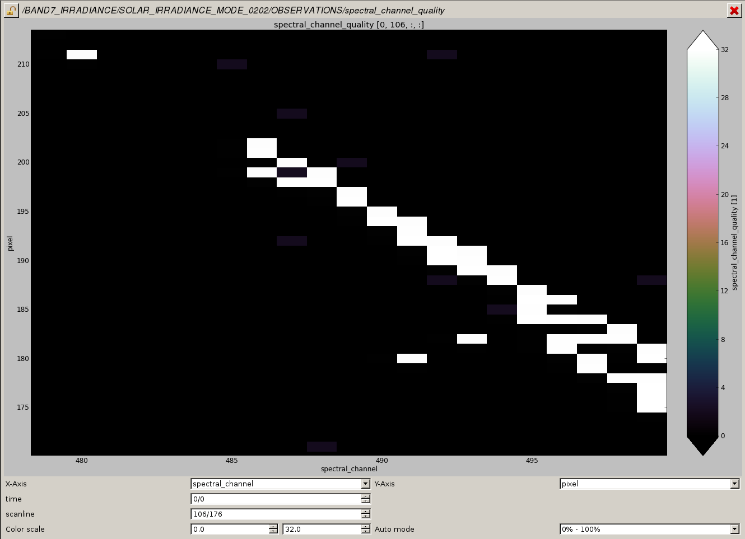 /BAND7_IRRADIANCE/SOLAR_IRRADIANCE_MODE_0202/OBSERVATIONS/spectral_channel_quality
spectral_channel_quality [0, 106, :, :]
210
205
200
195
190
185
180
175
pixel
480 485 490 495
spectral_channel
32
28
24
20
16
12
8
4
0
spectral_channel_quality [1]
X-Axis spectral_channel Y-Axis pixel
time 0/0
scanline 106/176
Color scale 0.0 32.0 Auto mode 0% - 100%